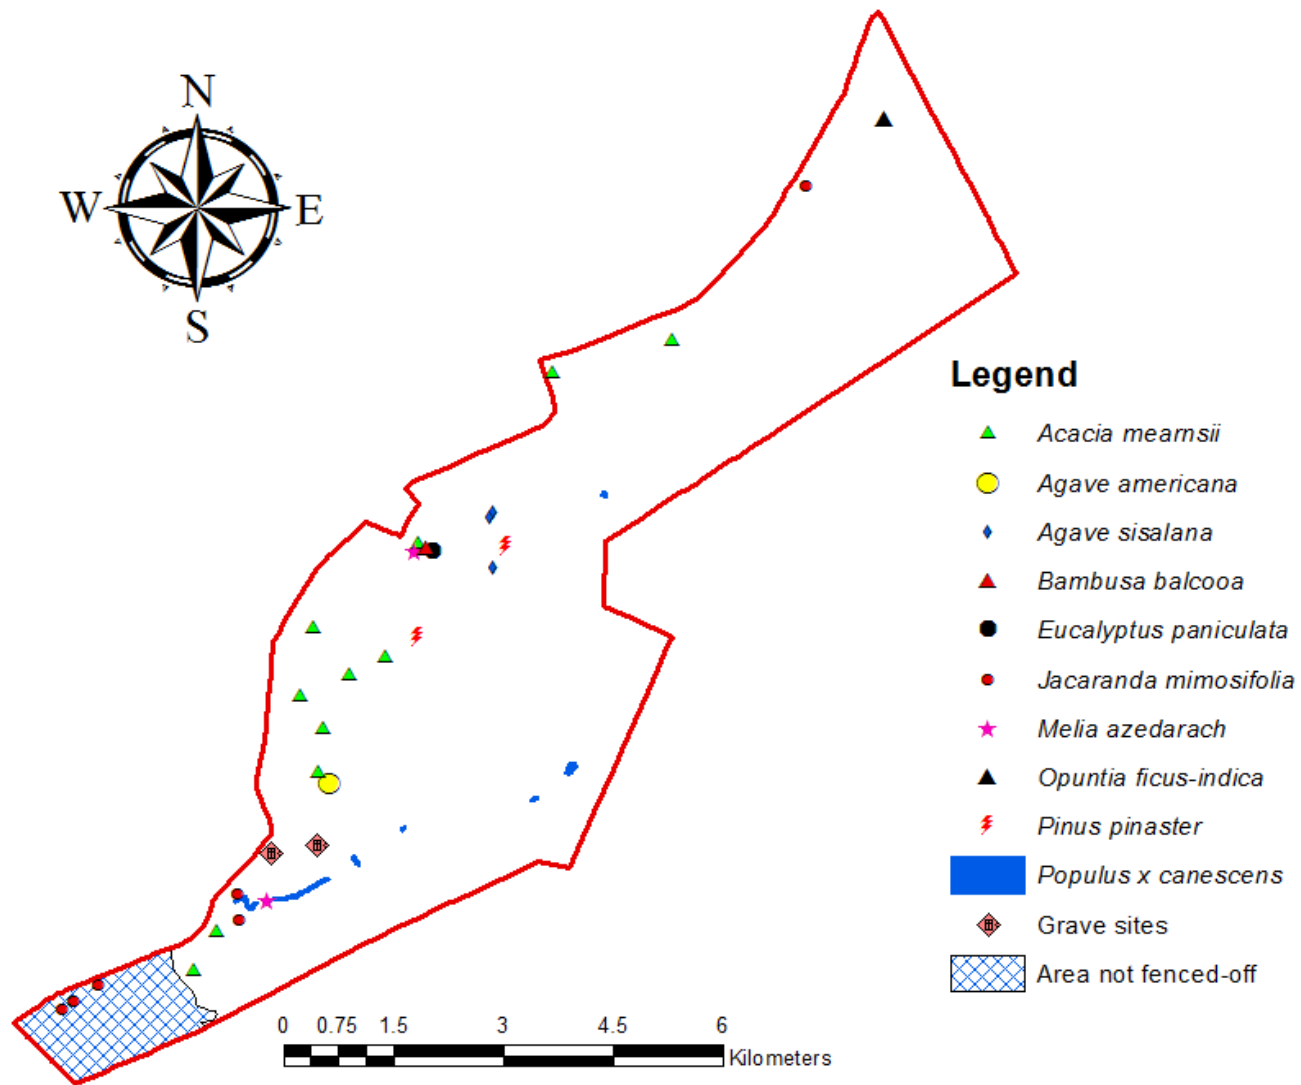 N
W E
S
Legend
Acacia mearnsii
Agave americana
Agave sisalana
Bambusa balcooa
Eucalyptus paniculata
Jacaranda mimosifolia
Melia azedarach
Opuntia ficus-indica
Pinus pinaster
Populus x canescens
Grave sites
Area not fenced-off
0 0.75 1.5 3 4.5 6
Kilometers